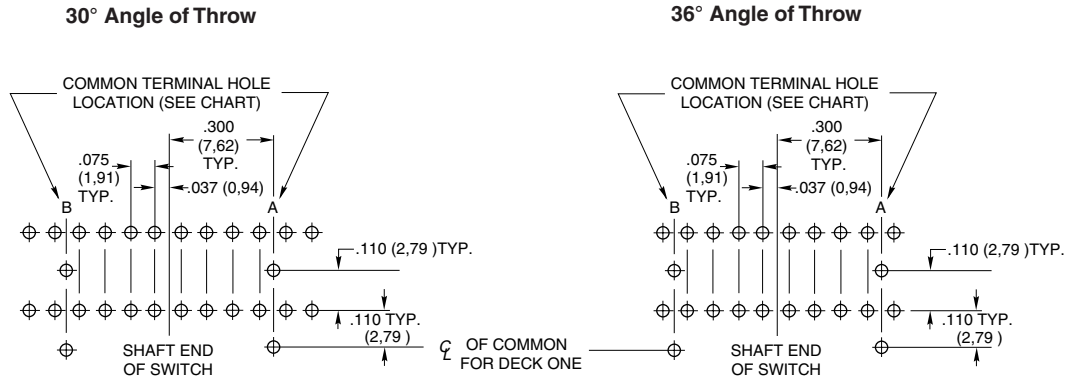 30° Angle of Throw
COMMON TERMINAL HOLE
LOCATION (SEE CHART)
.300
(7,62)
TYP.
.075
(1,91)
TYP.
.037 (0,94)
B
A
.110 (2,79 )TYP.
.110 TYP.
(2,79 )
SHAFT END
OF SWITCH
36° Angle of Throw
COMMON TERMINAL HOLE
LOCATION (SEE CHART)
.300
(7,62)
TYP.
.075
(1,91)
TYP.
.037 (0,94)
B
A
.110 (2,79 )TYP.
.110 TYP.
(2,79 )
℄ OF COMMON
FOR DECK ONE
SHAFT END
OF SWITCH